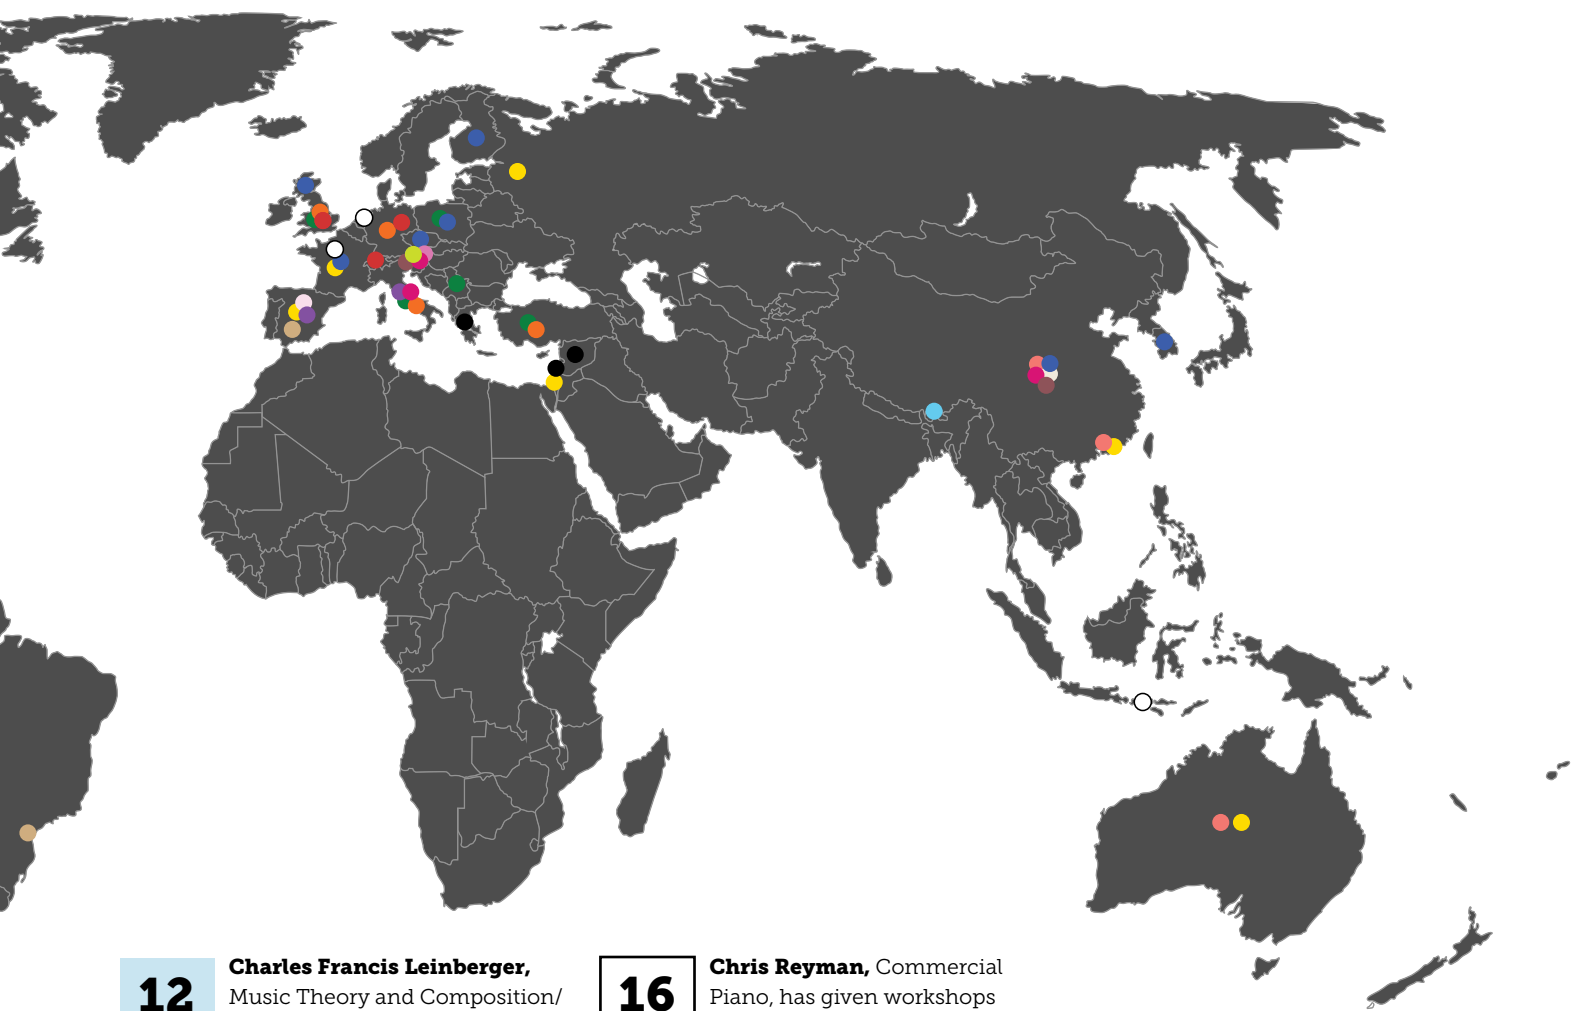 12
Charles Francis Leinberger,
Music Theory and Composition/
16
Chris Reyman, Commercial
Piano, has given workshops